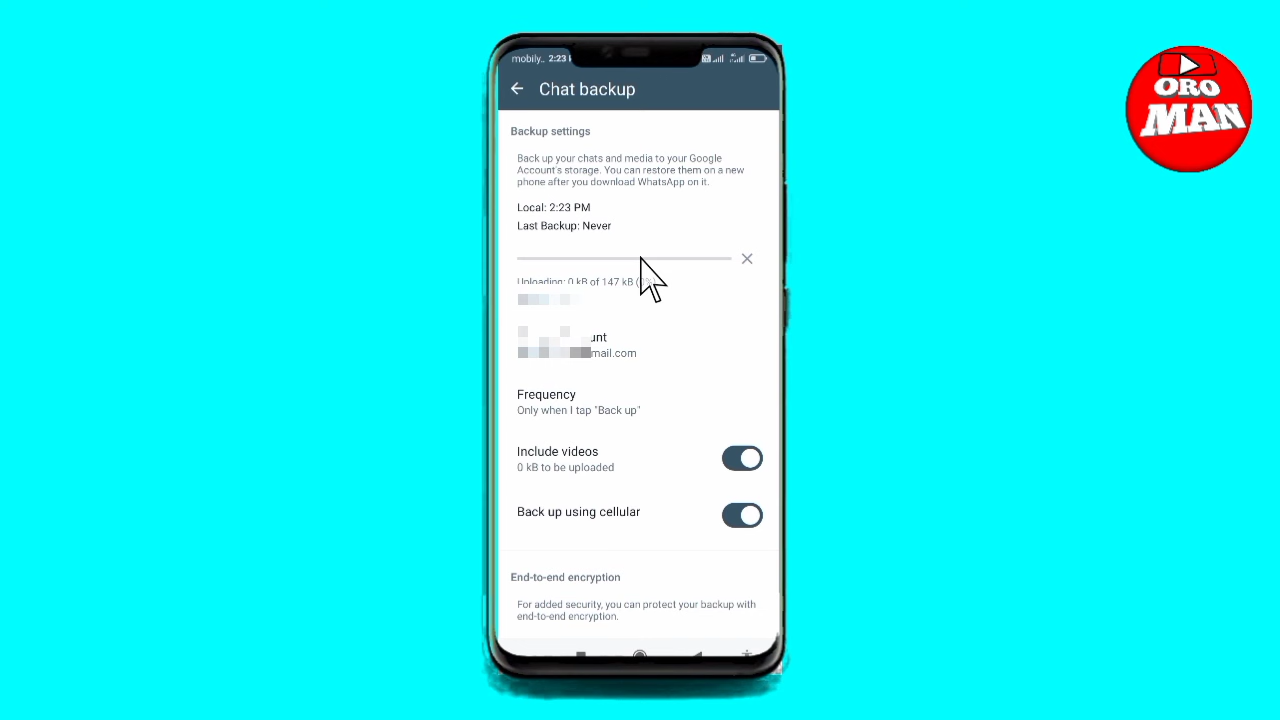 mobily.. 2:23
Chat backup
Backup settings
Back up your chats and media to your Google
Account's storage. You can restore them on a new
phone after you download WhatsApp on it.
Local: 2:23 PM
Last Backup: Never
Uploading: 0 kB of 147 kB
unt
mail.com
Frequency
Only when I tap "Back up"
Include videos
0 kB to be uploaded
Back up using cellular
End-to-end encryption
For added security, you can protect your backup with
end-to-end encryption.
ORO
MAN